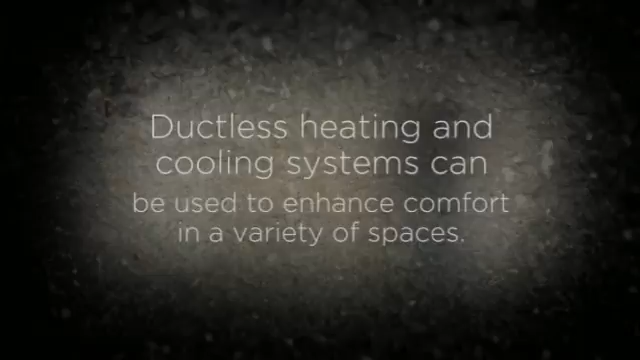 Ductless heating and
cooling systems can
be used to enhance comfort
in a variety of spaces.